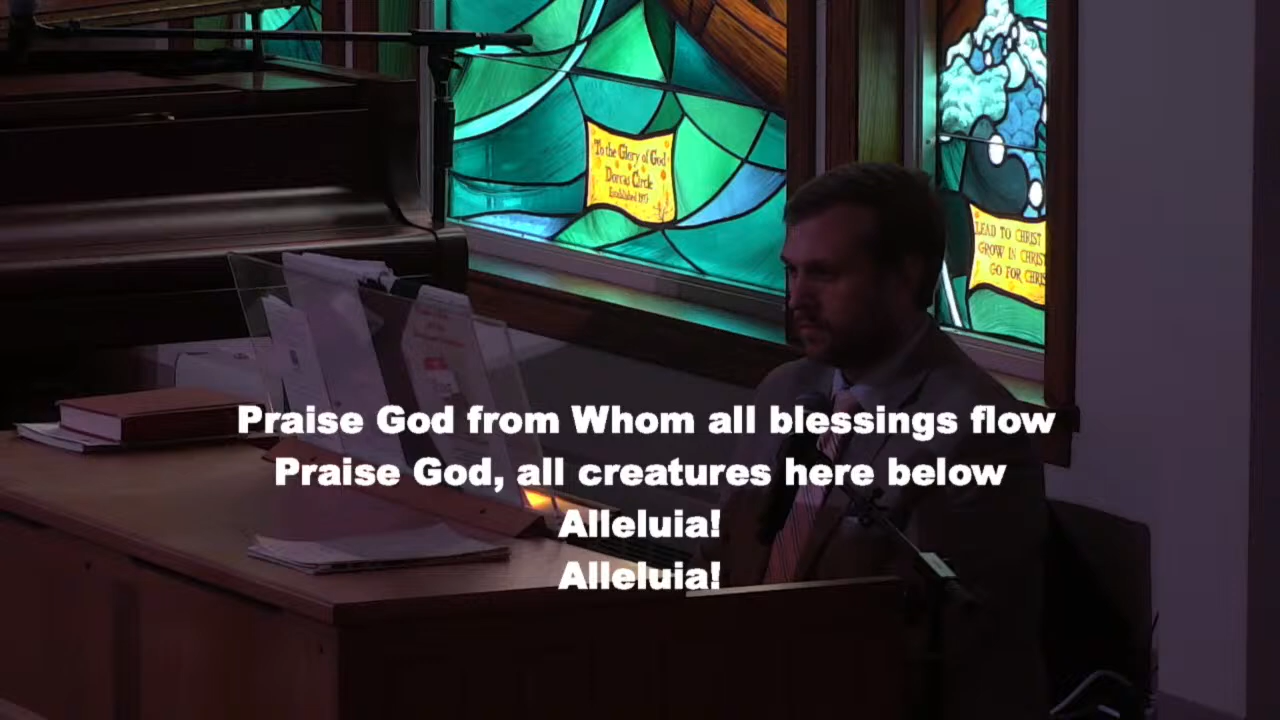 To the Glory of God
Dorcas Circle
LEAD TO CHRIST
GROW IN CHRIST
GO FOR CHRIS
Praise God from Whom all blessings flow
Praise God, all creatures here below
Alleluia!
Alleluia!